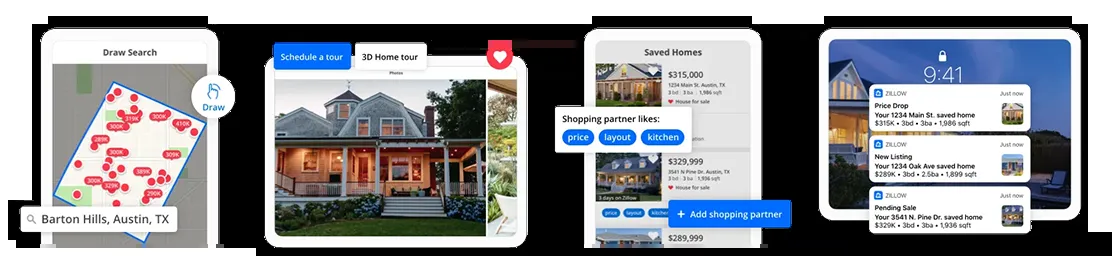 Draw Search
Draw
319K
300K
410K
289K
300K
309K
389K
300K
329K
290K
Barton Hills, Austin, TX
Schedule a tour
3D Home tour
Photos
Saved Homes
$315,000
1234 Main St. Austin, TX
3 bd 3 ba 1,986 sqft
House for sale
Shopping partner likes:
price layout kitchen
$329,999
3541 N Pine Dr. Austin, TX
3 bd 3 ba 1,936 sqft
House for sale
3 days on Zillow
price layout kitchen
+ Add shopping partner
$289,999
9:41
ZILLOW Just now
Price Drop
Your 1234 Main St. saved home
$315K • 3bd • 3ba • 1,986 sqft
ZILLOW Just now
New Listing
Your 1234 Oak Ave saved home
$289K • 3bd • 2.5ba • 1,899 sqft
ZILLOW Just now
Pending Sale
Your 3541 N. Pine Dr. saved home
$329K • 3bd • 3ba • 1,936 sqft